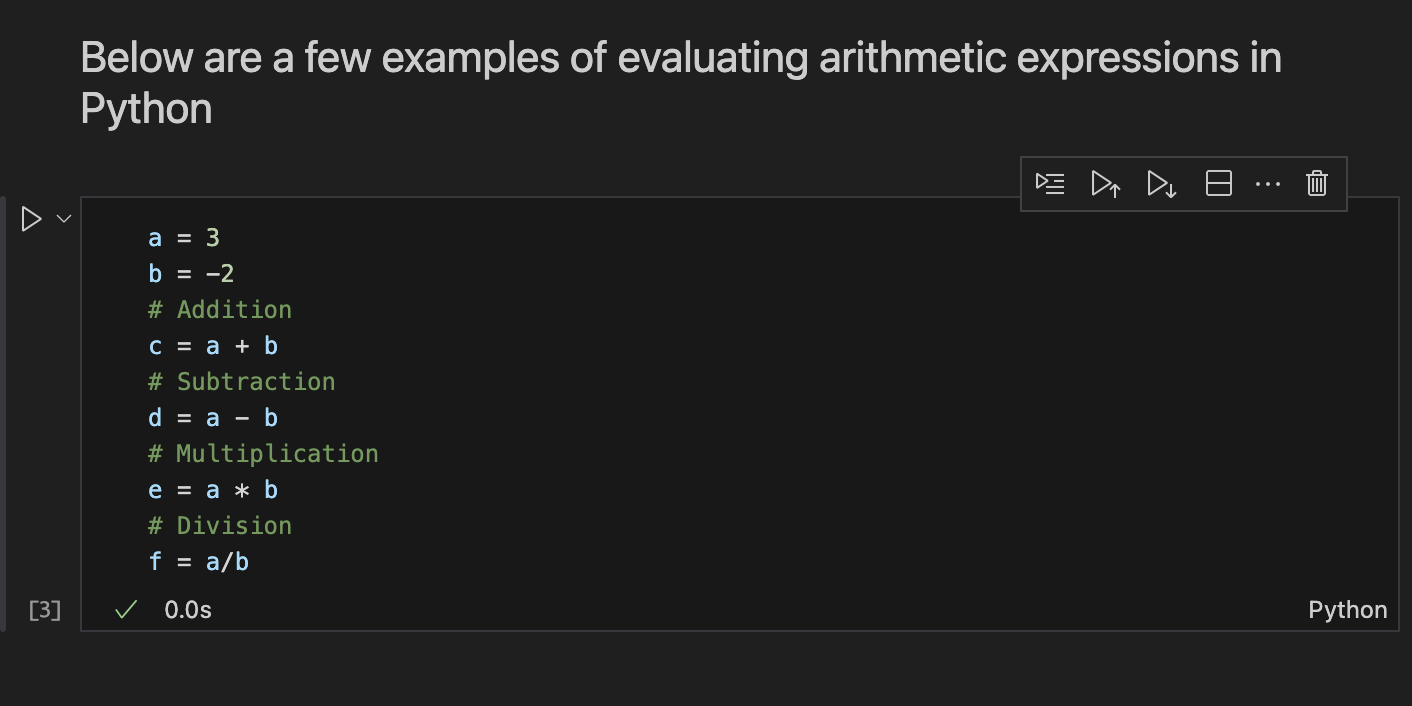 Below are a few examples of evaluating arithmetic expressions in
Python
a = 3
b = -2
# Addition
c = a + b
# Subtraction
d = a - b
# Multiplication
e = a * b
# Division
f = a/b
[3] 0.0s Python